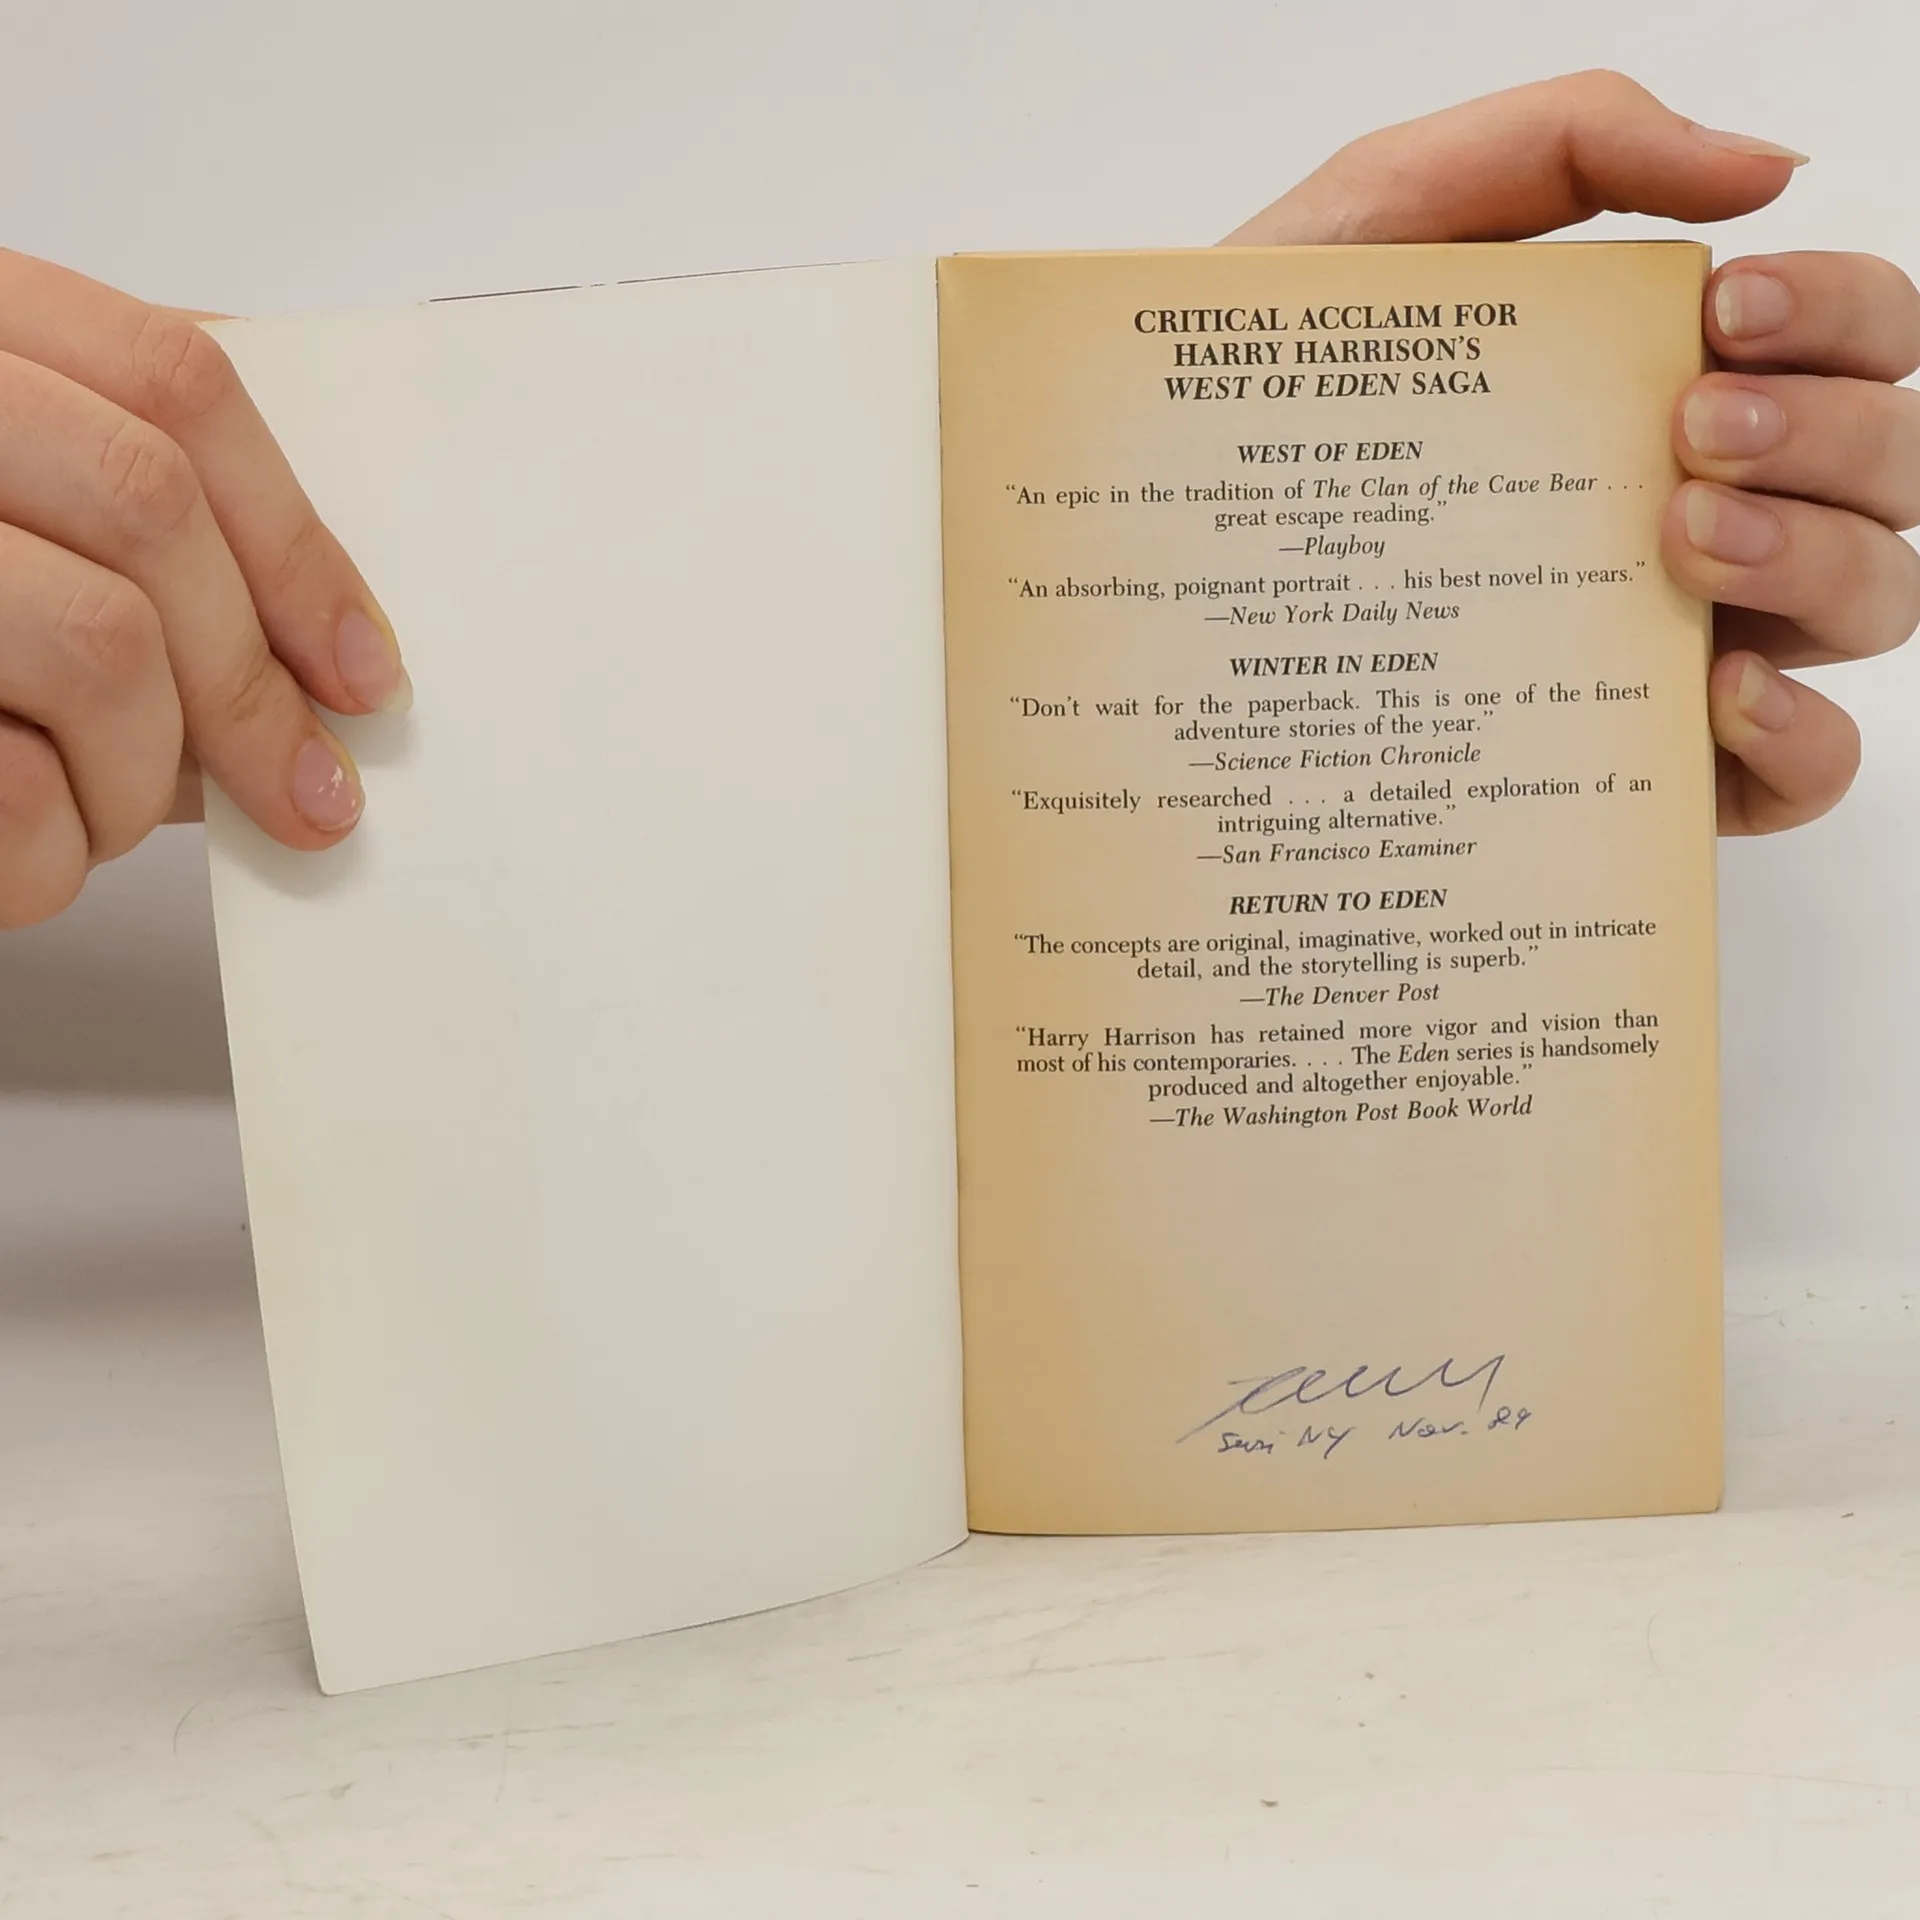 CRITICAL ACCLAIM FOR
HARRY HARRISON'S
WEST OF EDEN SAGA
WEST OF EDEN
“An epic in the tradition of The Clan of the Cave Bear . . .
great escape reading.”
—Playboy
“An absorbing, poignant portrait . . . his best novel in years.”
—New York Daily News
WINTER IN EDEN
“Don't wait for the paperback. This is one of the finest
adventure stories of the year.”
—Science Fiction Chronicle
“Exquisitely researched . . . a detailed exploration of an
intriguing alternative.”
—San Francisco Examiner
RETURN TO EDEN
“The concepts are original, imaginative, worked out in intricate
detail, and the storytelling is superb.”
—The Denver Post
“Harry Harrison has retained more vigor and vision than
most of his contemporaries. . . . The Eden series is handsomely
produced and altogether enjoyable.”
—The Washington Post Book World
NY Nov. 89